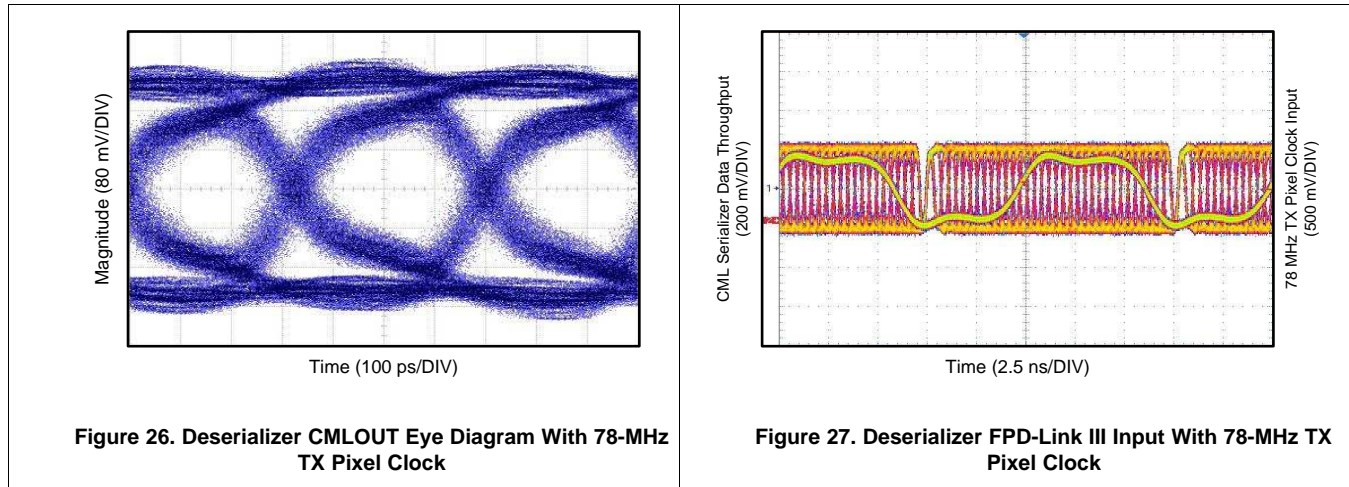 Magnitude (80 mV/DIV)
Time (100 ps/DIV)
Figure 26. Deserializer CMLOUT Eye Diagram With 78-MHz
TX Pixel Clock
CML Serializer Data Throughput
(200 mV/DIV)
1
78 MHz TX Pixel Clock Input
(500 mV/DIV)
Time (2.5 ns/DIV)
Figure 27. Deserializer FPD-Link III Input With 78-MHz TX
Pixel Clock